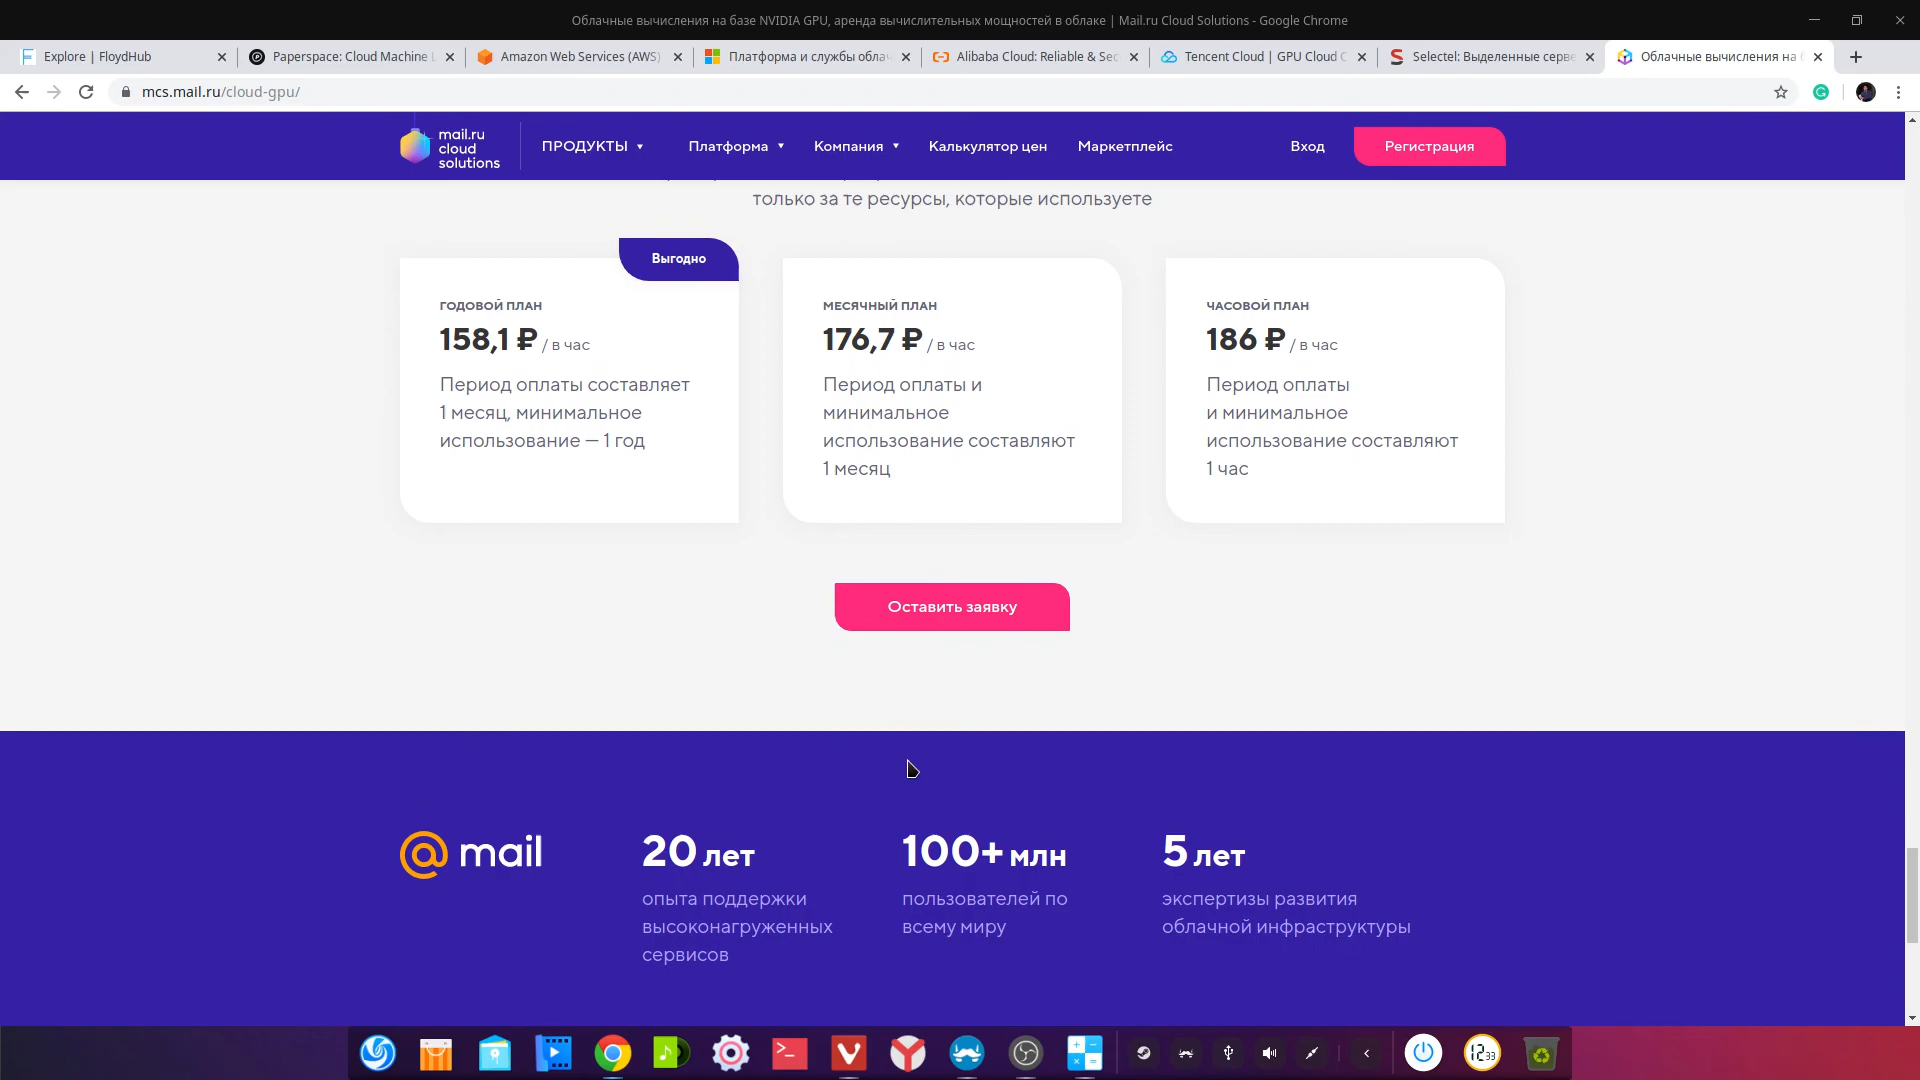 Облачные вычисления на базе NVIDIA GPU, аренда вычислительных мощностей в облаке | Mail.ru Cloud Solutions - Google Chrome
Explore | FloydHub
Paperspace: Cloud Machine L
Amazon Web Services (AWS)
Платформа и службы облач
Alibaba Cloud: Reliable & Sec
Tencent Cloud | GPU Cloud C
Selectel: Выделенные серве
Облачные вычисления на б
mcs.mail.ru/cloud-gpu/
mail.ru
cloud
solutions
ПРОДУКТЫ
Платформа
Компания
Калькулятор цен
Маркетплейс
Вход
Регистрация
только за те ресурсы, которые используете
Выгодно
ГОДОВОЙ ПЛАН
158,1 ₽ / в час
Период оплаты составляет
1 месяц, минимальное
использование — 1 год
МЕСЯЧНЫЙ ПЛАН
176,7 ₽ / в час
Период оплаты и
минимальное
использование составляют
1 месяц
ЧАСОВОЙ ПЛАН
186 ₽ / в час
Период оплаты
и минимальное
использование составляют
1 час
Оставить заявку
@ mail
20 лет
опыта поддержки
высоконагруженных
сервисов
100+ млн
пользователей по
всему миру
5 лет
экспертизы развития
облачной инфраструктуры
12 33